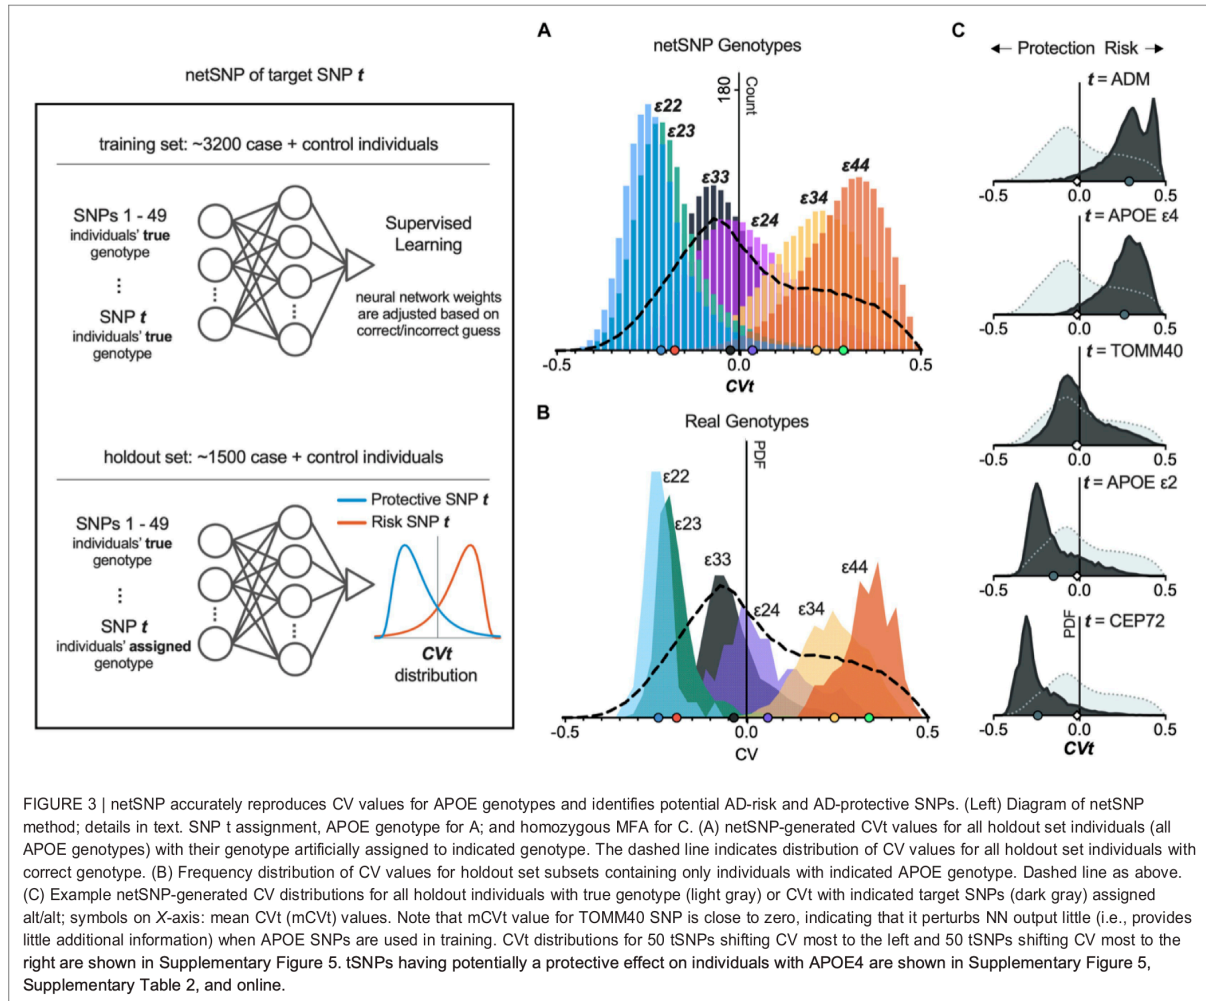 netSNP of target SNP t
training set: ~3200 case + control individuals
SNPs 1 - 49
individuals' true
genotype
⋮
SNP t
individuals' true
genotype
Supervised
Learning
neural network weights
are adjusted based on
correct/incorrect guess
holdout set: ~1500 case + control individuals
SNPs 1 - 49
individuals' true
genotype
⋮
SNP t
individuals' assigned
genotype
Protective SNP t
Risk SNP t
CVt
distribution
A
netSNP Genotypes
180
Count
ε22
ε23
ε33
ε24
ε34
ε44
-0.5
0.0
0.5
CVt
B
Real Genotypes
PDF
ε22
ε23
ε33
ε24
ε34
ε44
-0.5
0.0
0.5
CV
C
← Protection Risk →
t = ADM
-0.5 0.0 0.5
t = APOE ε4
-0.5 0.0 0.5
t = TOMM40
-0.5 0.0 0.5
t = APOE ε2
-0.5 0.0 0.5
PDF
t = CEP72
-0.5 0.0 0.5
CVt
FIGURE 3 | netSNP accurately reproduces CV values for APOE genotypes and identifies potential AD-risk and AD-protective SNPs. (Left) Diagram of netSNP
method; details in text. SNP t assignment, APOE genotype for A; and homozygous MFA for C. (A) netSNP-generated CVt values for all holdout set individuals (all
APOE genotypes) with their genotype artificially assigned to indicated genotype. The dashed line indicates distribution of CV values for all holdout set individuals with
correct genotype. (B) Frequency distribution of CV values for holdout set subsets containing only individuals with indicated APOE genotype. Dashed line as above.
(C) Example netSNP-generated CV distributions for all holdout individuals with true genotype (light gray) or CVt with indicated target SNPs (dark gray) assigned
alt/alt; symbols on X-axis: mean CVt (mCVt) values. Note that mCVt value for TOMM40 SNP is close to zero, indicating that it perturbs NN output little (i.e., provides
little additional information) when APOE SNPs are used in training. CVt distributions for 50 tSNPs shifting CV most to the left and 50 tSNPs shifting CV most to the
right are shown in Supplementary Figure 5. tSNPs having potentially a protective effect on individuals with APOE4 are shown in Supplementary Figure 5,
Supplementary Table 2, and online.